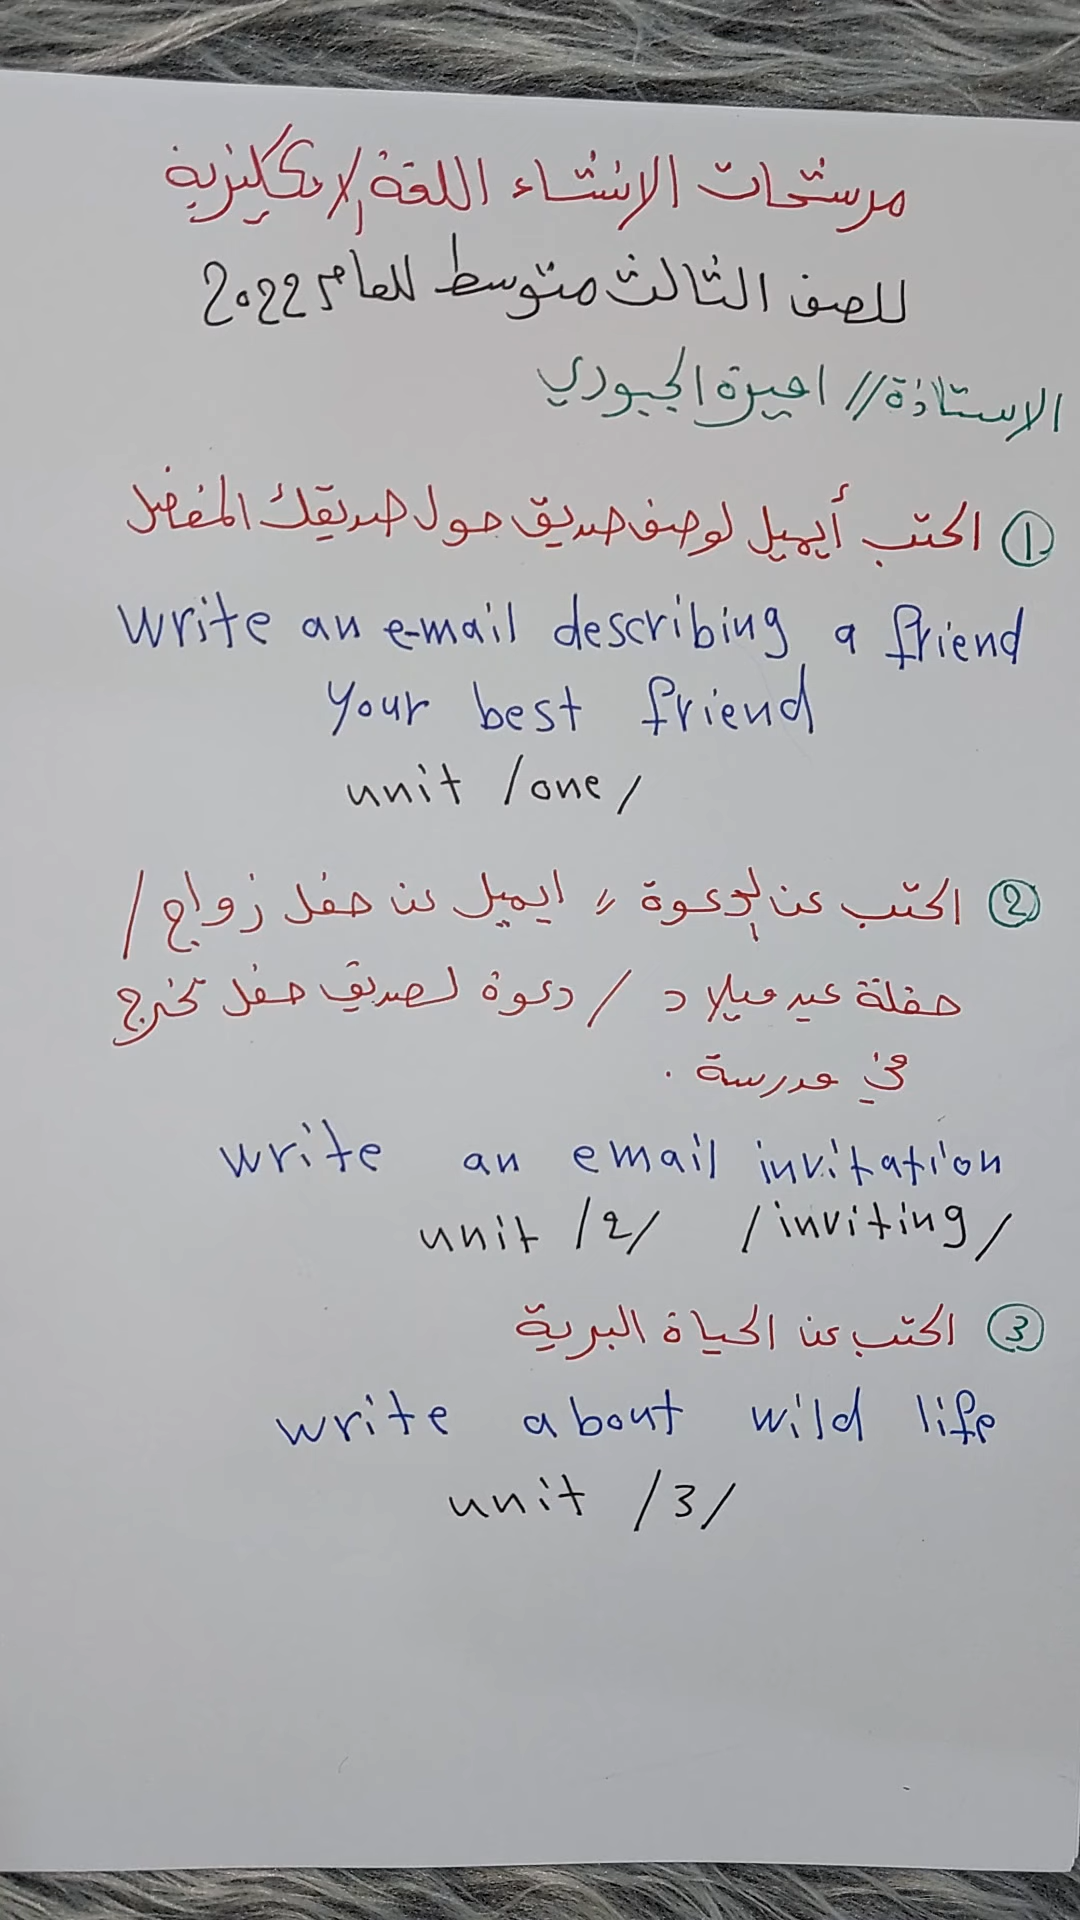 مرشحات الانشاء اللغة الانكليزية
للصف الثالث متوسط للعام 2022
الاستاذة // اميرة الجبوري
① اكتب أيميل لوصف صديق حول صديقك المفضل
write an e-mail describing a friend
your best friend
unit /one/
② اكتب عن الدعوة // ايميل عن حفل زواج /
حفلة عيد ميلاد / دعوة لصديق حفل تخرج
في مدرسة .
write an email invitation
unit /2/ /inviting/
③ اكتب عن الحياة البرية
write about wild life
unit /3/